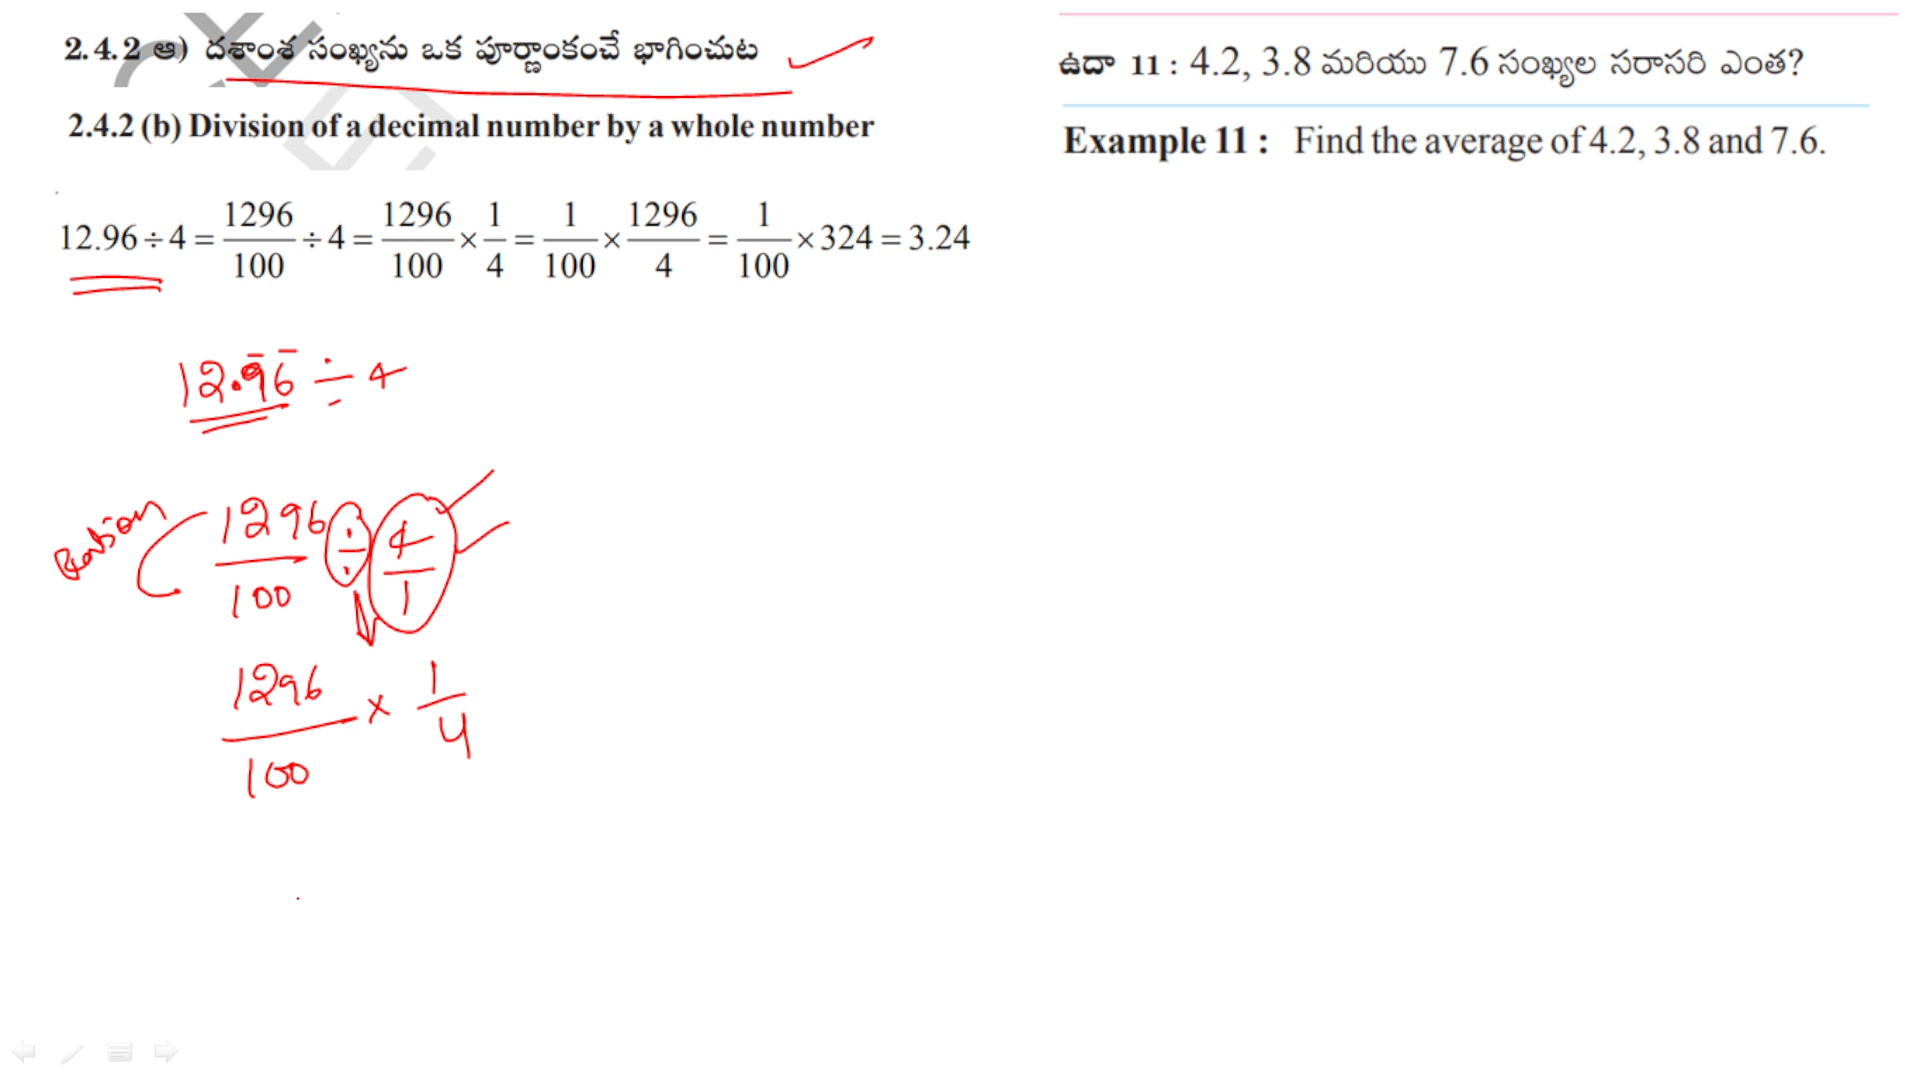 2.4.2 ఆ) దశాంశ సంఖ్యను ఒక పూర్ణాంకంచే భాగించుట
2.4.2 (b) Division of a decimal number by a whole number
12.96 ÷ 4 = 1296/100 ÷ 4 = 1296/100 × 1/4 = 1/100 × 1296/4 = 1/100 × 324 = 3.24
12.96 ÷ 4
1296/100 ÷ 4/1
1296/100 × 1/4
ఉదా 11 : 4.2, 3.8 మరియు 7.6 సంఖ్యల సరాసరి ఎంత?
Example 11 : Find the average of 4.2, 3.8 and 7.6.